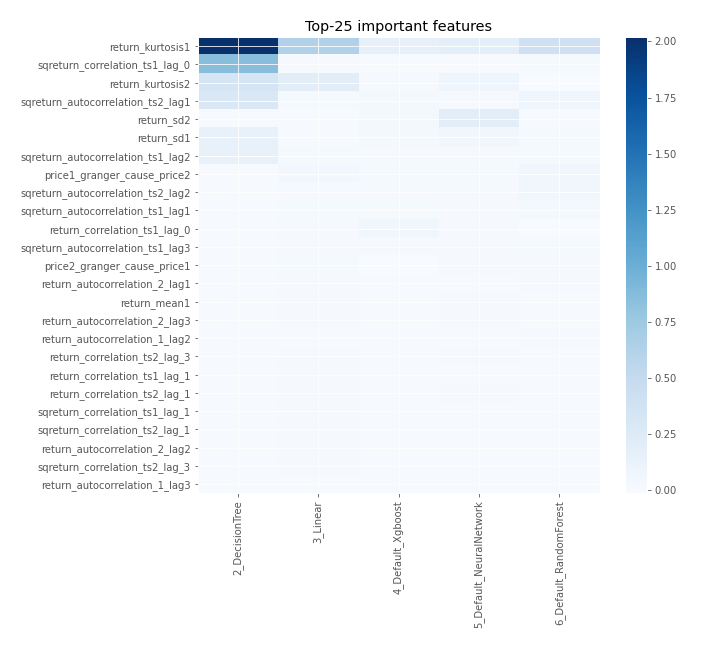 Top-25 important features
return_kurtosis1
sqreturn_correlation_ts1_lag_0
return_kurtosis2
sqreturn_autocorrelation_ts2_lag1
return_sd2
return_sd1
sqreturn_autocorrelation_ts1_lag2
price1_granger_cause_price2
sqreturn_autocorrelation_ts2_lag2
sqreturn_autocorrelation_ts1_lag1
return_correlation_ts1_lag_0
sqreturn_autocorrelation_ts1_lag3
price2_granger_cause_price1
return_autocorrelation_2_lag1
return_mean1
return_autocorrelation_2_lag3
return_autocorrelation_1_lag2
return_correlation_ts2_lag_3
return_correlation_ts1_lag_1
return_correlation_ts2_lag_1
sqreturn_correlation_ts1_lag_1
sqreturn_correlation_ts2_lag_1
return_autocorrelation_2_lag2
sqreturn_correlation_ts2_lag_3
return_autocorrelation_1_lag3
2_DecisionTree
3_Linear
4_Default_Xgboost
5_Default_NeuralNetwork
6_Default_RandomForest
2.00
1.75
1.50
1.25
1.00
0.75
0.50
0.25
0.00